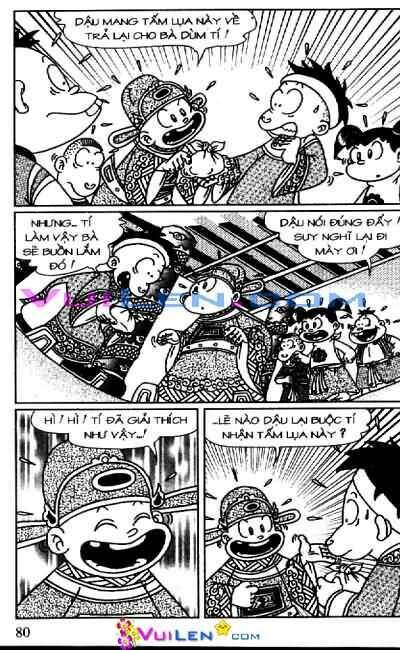 DẬU MANG TẤM LỤA NÀY VỀ
TRẢ LẠI CHO BÀ DÙM TÍ!
NHƯNG... TÍ
LÀM VẬY BÀ
SẼ BUỒN LẮM
ĐÓ!
DẬU NÓI ĐÚNG ĐẤY!
SUY NGHĨ LẠI ĐI
MÀY ƠI!
VUILEN.COM
HÌ! HÌ! TÍ ĐÃ GIẢI THÍCH
NHƯ VẬY...!
...LẼ NÀO DẬU LẠI BUỘC TÍ
NHẬN TẤM LỤA NÀY?
80
VUILEN.COM